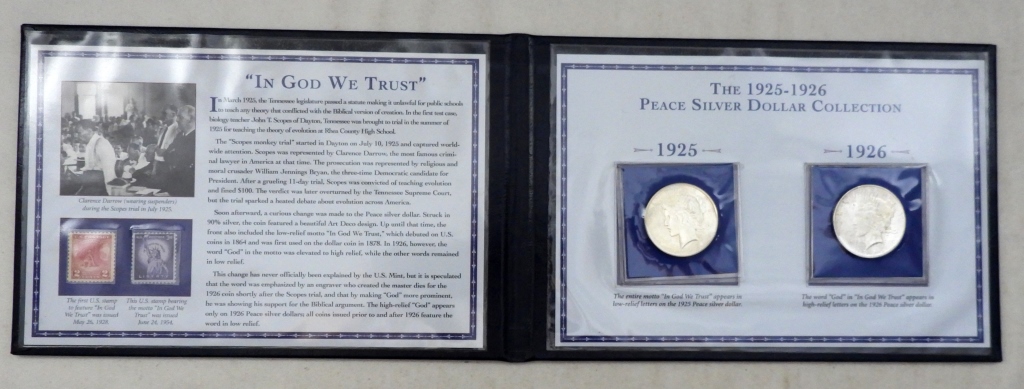 "IN GOD WE TRUST"
In March 1925, the Tennessee legislature passed a statute making it unlawful for public schools
to teach any theory that conflicted with the Biblical version of creation. In the first test case,
biology teacher John T. Scopes of Dayton, Tennessee was brought to trial in the summer of
1925 for teaching the theory of evolution at Rhea County High School.
The "Scopes monkey trial" started in Dayton on July 10, 1925 and captured world-
wide attention. Scopes was represented by Clarence Darrow, the most famous crimi-
nal lawyer in America at that time. The prosecution was represented by religious and
moral crusader William Jennings Bryan, the three-time Democratic candidate for
President. After a grueling 11-day trial, Scopes was convicted of teaching evolution
and fined $100. The verdict was later overturned by the Tennessee Supreme Court,
but the trial sparked a heated debate about evolution across America.
Soon afterward, a curious change was made to the Peace silver dollar. Struck in
90% silver, the coin featured a beautiful Art Deco design. Up until that time, the
front also included the low-relief motto "In God We Trust," which debuted on U.S.
coins in 1864 and was first used on the dollar coin in 1878. In 1926, however, the
word "God" in the motto was elevated to high relief, while the other words remained
in low relief.
This change has never officially been explained by the U.S. Mint, but it is speculated
that the word was emphasized by an engraver who created the master dies for the
1926 coin shortly after the Scopes trial, and that by making "God" more prominent,
he was showing his support for the Biblical argument. The high-relief "God" appears
only on 1926 Peace silver dollars; all coins issued prior to and after 1926 feature the
word in low relief.
Clarence Darrow (wearing suspenders)
during the Scopes trial in July 1925.
The first U.S. stamp
to feature "In God
We Trust" was issued
May 26, 1928.
This U.S. stamp bearing
the motto "In God We
Trust" was issued
June 24, 1954.
THE 1925-1926
PEACE SILVER DOLLAR COLLECTION
1925
The entire motto "In God We Trust" appears in
low-relief letters on the 1925 Peace silver dollar.
1926
The word "God" in "In God We Trust" appears in
high-relief letters on the 1926 Peace silver dollar.